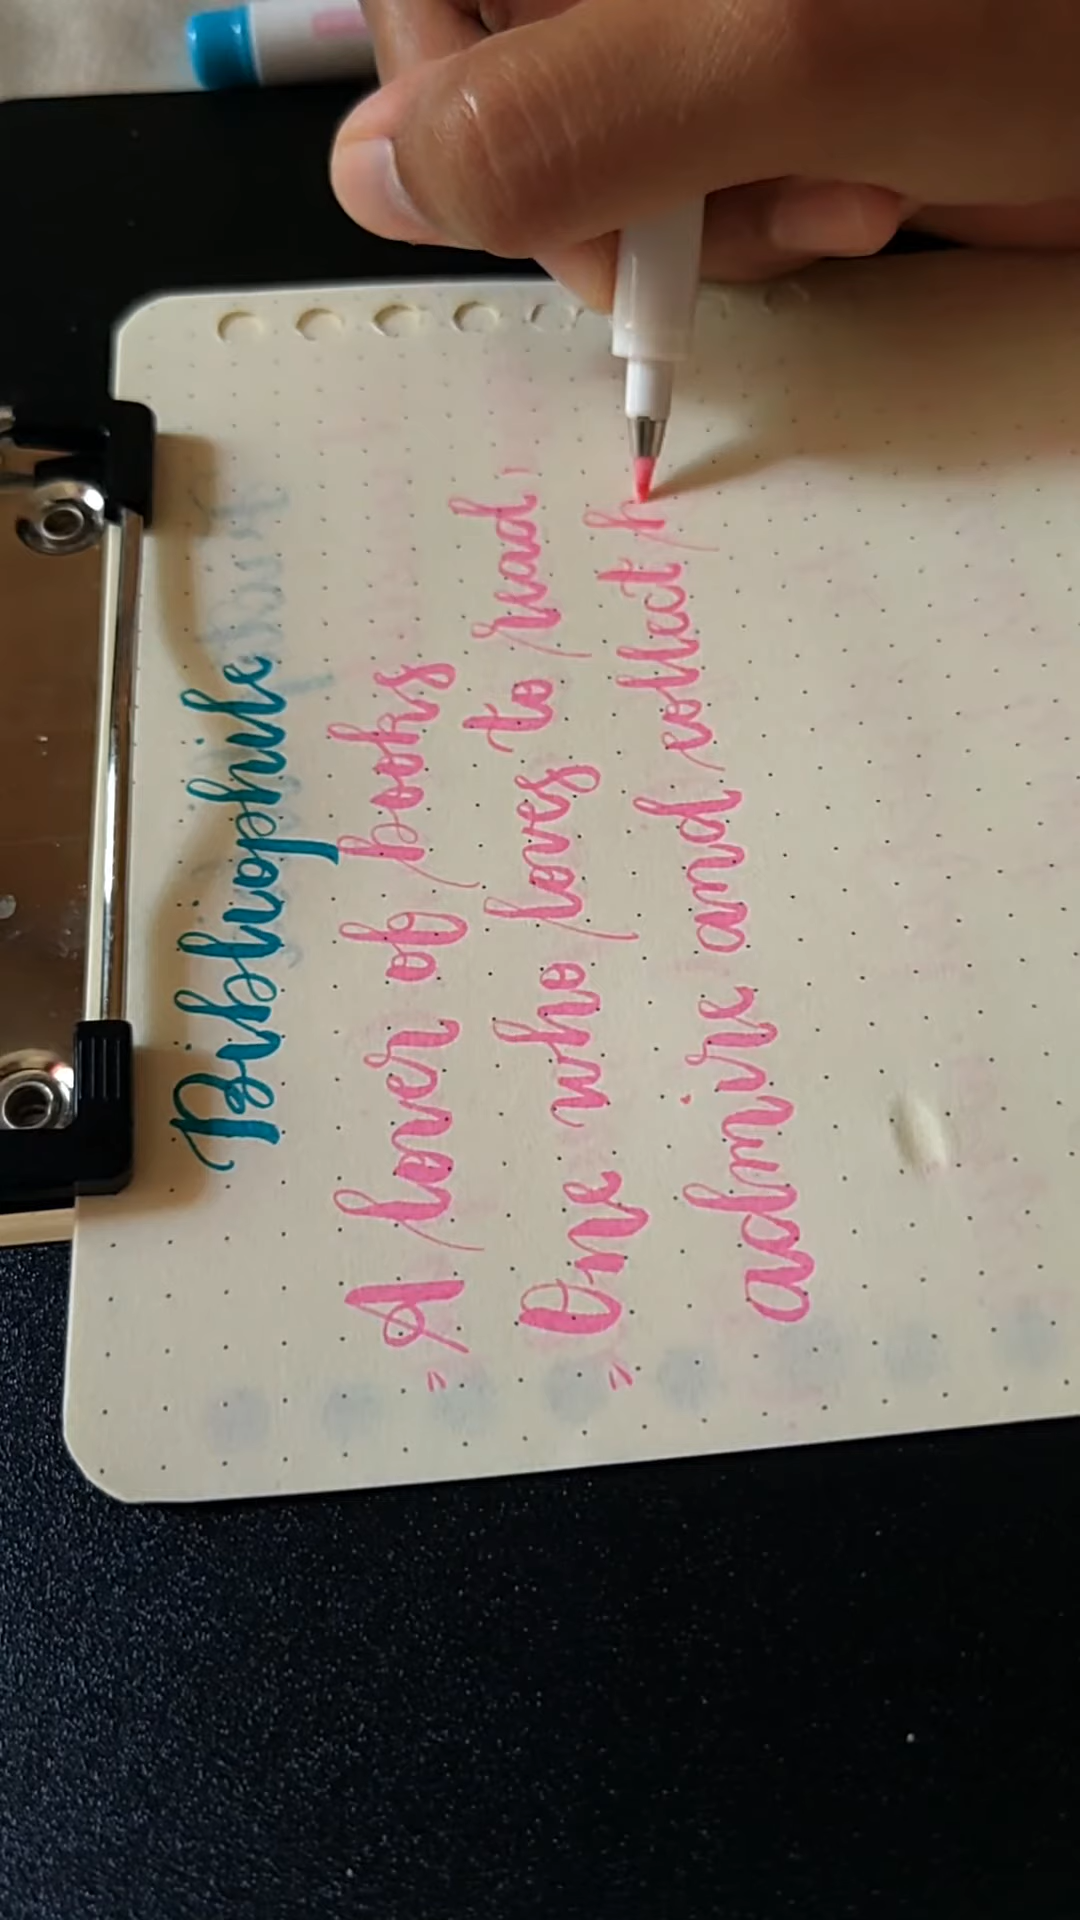 Bibliophile
= A lover of books
= One who loves to read,
admire and collect b